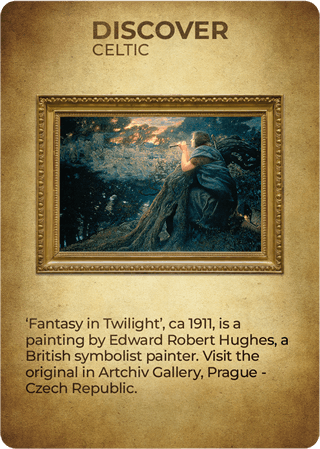 DISCOVER
CELTIC
‘Fantasy in Twilight’, ca 1911, is a
painting by Edward Robert Hughes, a
British symbolist painter. Visit the
original in Artchiv Gallery, Prague -
Czech Republic.